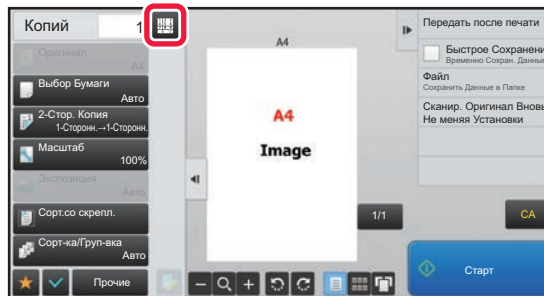 Копий
1
Оригинал
A4
Выбор Бумаги
Авто
2-Стор. Копия
1-Сторонн.→1-Сторонн.
Масштаб
100%
Экспозиция
Авто
Сорт.со скрепл.
Сорт-ка/Груп-вка
Авто
Прочие
A4
A4
Image
1/1
Передать после печати
Быстрое Сохранени
Временно Сохран. Данные
Файл
Сохранить Данные в Папке
Сканир. Оригинал Вновь
Не меняя Установки
CA
Старт